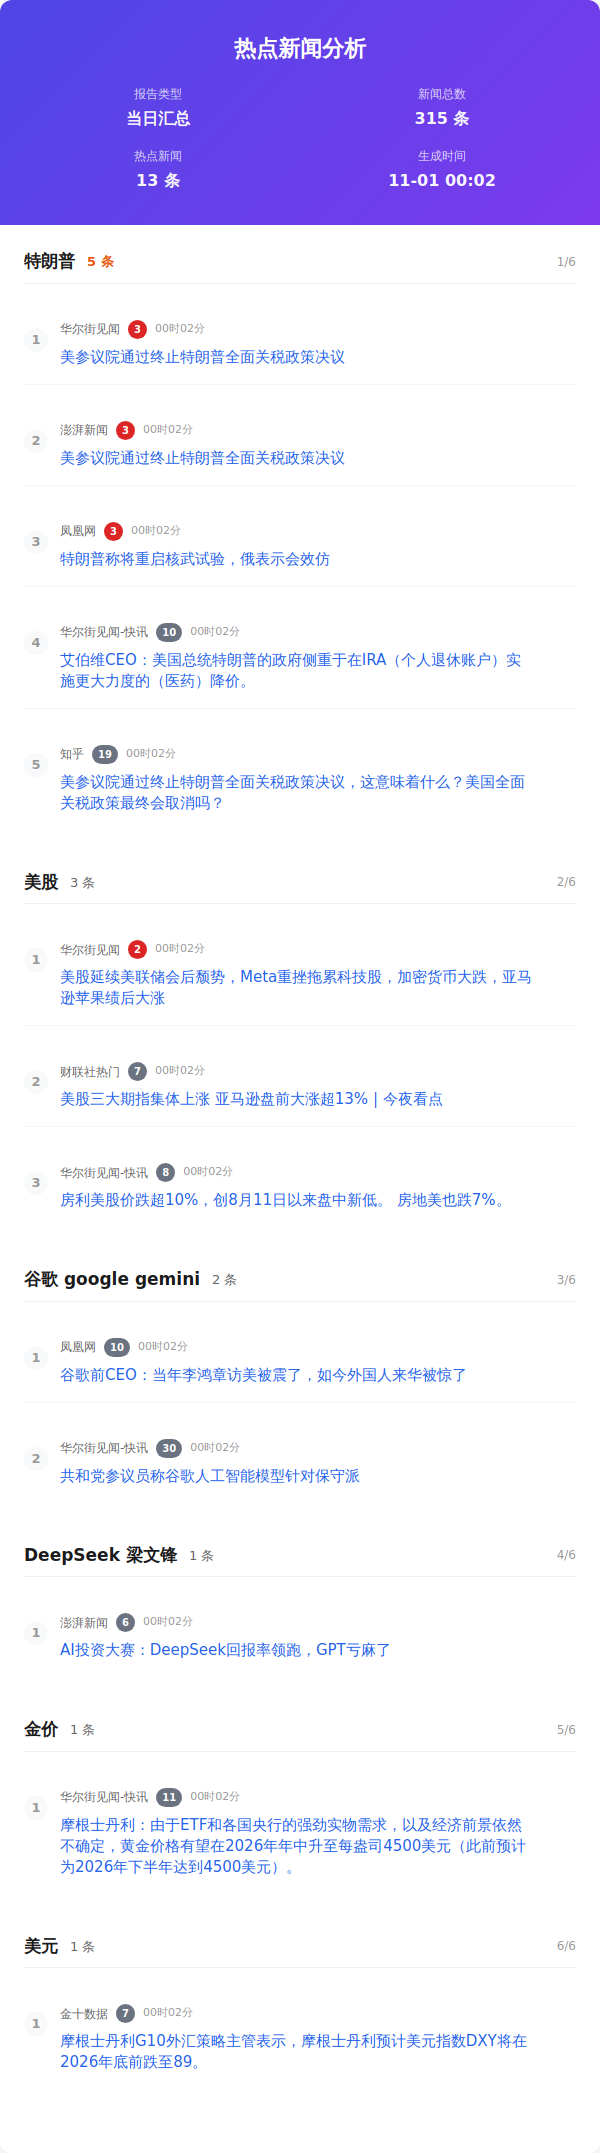 热点新闻分析
报告类型
新闻总数
当日汇总
315 条
热点新闻
生成时间
13 条
11-01 00:02
特朗普 5 条 1/6
1
华尔街见闻 3 00时02分
美参议院通过终止特朗普全面关税政策决议
2
澎湃新闻 3 00时02分
美参议院通过终止特朗普全面关税政策决议
3
凤凰网 3 00时02分
特朗普称将重启核武试验，俄表示会效仿
4
华尔街见闻-快讯 10 00时02分
艾伯维CEO：美国总统特朗普的政府侧重于在IRA（个人退休账户）实
施更大力度的（医药）降价。
5
知乎 19 00时02分
美参议院通过终止特朗普全面关税政策决议，这意味着什么？美国全面
关税政策最终会取消吗？
美股 3 条 2/6
1
华尔街见闻 2 00时02分
美股延续美联储会后颓势，Meta重挫拖累科技股，加密货币大跌，亚马
逊苹果绩后大涨
2
财联社热门 7 00时02分
美股三大期指集体上涨 亚马逊盘前大涨超13% | 今夜看点
3
华尔街见闻-快讯 8 00时02分
房利美股价跌超10%，创8月11日以来盘中新低。 房地美也跌7%。
谷歌 google gemini 2 条 3/6
1
凤凰网 10 00时02分
谷歌前CEO：当年李鸿章访美被震了，如今外国人来华被惊了
2
华尔街见闻-快讯 30 00时02分
共和党参议员称谷歌人工智能模型针对保守派
DeepSeek 梁文锋 1 条 4/6
1
澎湃新闻 6 00时02分
AI投资大赛：DeepSeek回报率领跑，GPT亏麻了
金价 1 条 5/6
1
华尔街见闻-快讯 11 00时02分
摩根士丹利：由于ETF和各国央行的强劲实物需求，以及经济前景依然
不确定，黄金价格有望在2026年年中升至每盎司4500美元（此前预计
为2026年下半年达到4500美元）。
美元 1 条 6/6
1
金十数据 7 00时02分
摩根士丹利G10外汇策略主管表示，摩根士丹利预计美元指数DXY将在
2026年底前跌至89。